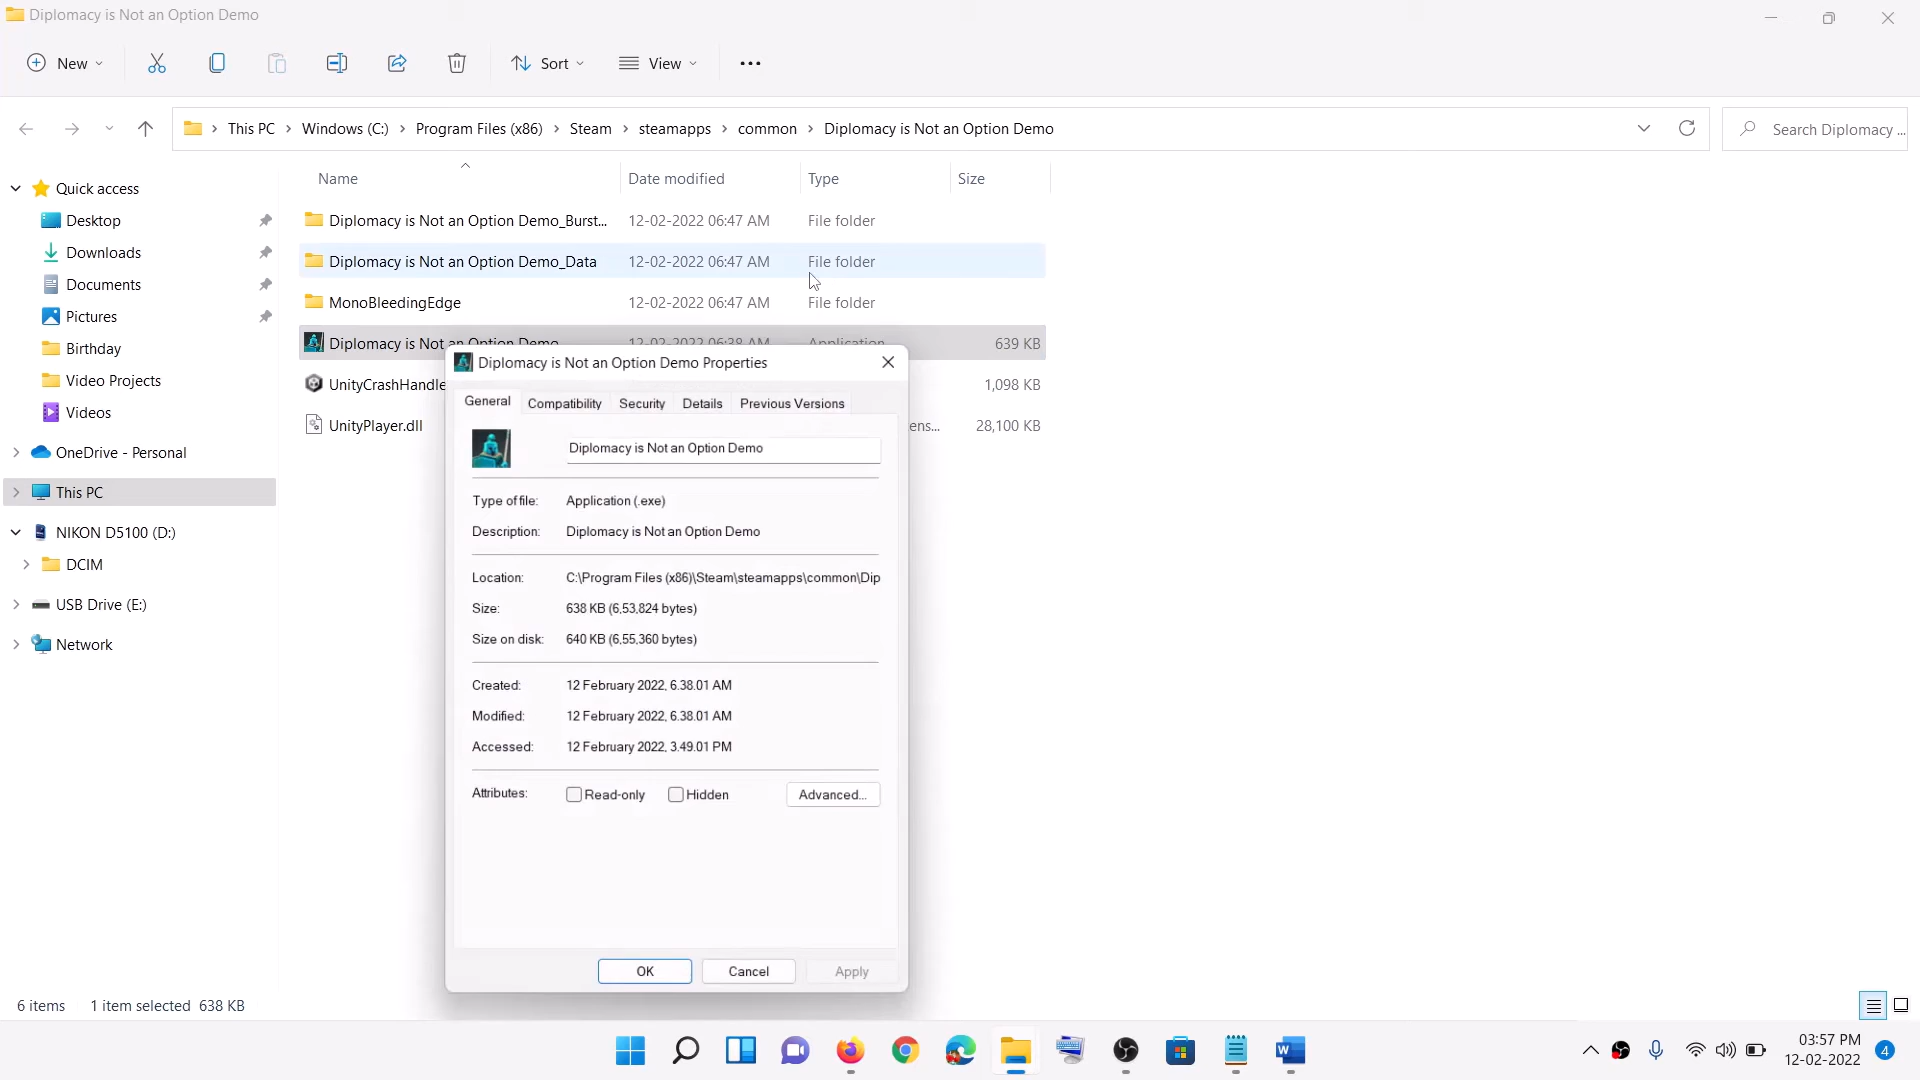 Diplomacy is Not an Option Demo
New
Sort
View
This PC
Windows (C:)
Program Files (x86)
Steam
steamapps
common
Diplomacy is Not an Option Demo
Search Diplomacy ...
Name
Date modified
Type
Size
Quick access
Desktop
Downloads
Documents
Pictures
Birthday
Video Projects
Videos
OneDrive - Personal
This PC
NIKON D5100 (D:)
DCIM
USB Drive (E:)
Network
Diplomacy is Not an Option Demo_Burst... 12-02-2022 06:47 AM File folder
Diplomacy is Not an Option Demo_Data 12-02-2022 06:47 AM File folder
MonoBleedingEdge 12-02-2022 06:47 AM File folder
Diplomacy is Not an Option Demo 12-02-2022 06:38 AM Application 639 KB
UnityCrashHandle 1,098 KB
UnityPlayer.dll ens... 28,100 KB
Diplomacy is Not an Option Demo Properties
General Compatibility Security Details Previous Versions
Diplomacy is Not an Option Demo
Type of file: Application (.exe)
Description: Diplomacy is Not an Option Demo
Location: C:\Program Files (x86)\Steam\steamapps\common\Dip
Size: 638 KB (6,53,824 bytes)
Size on disk: 640 KB (6,55,360 bytes)
Created: 12 February 2022, 6.38.01 AM
Modified: 12 February 2022, 6.38.01 AM
Accessed: 12 February 2022, 3.49.01 PM
Attributes: Read-only Hidden Advanced...
OK Cancel Apply
6 items 1 item selected 638 KB
W
03:57 PM
12-02-2022
4